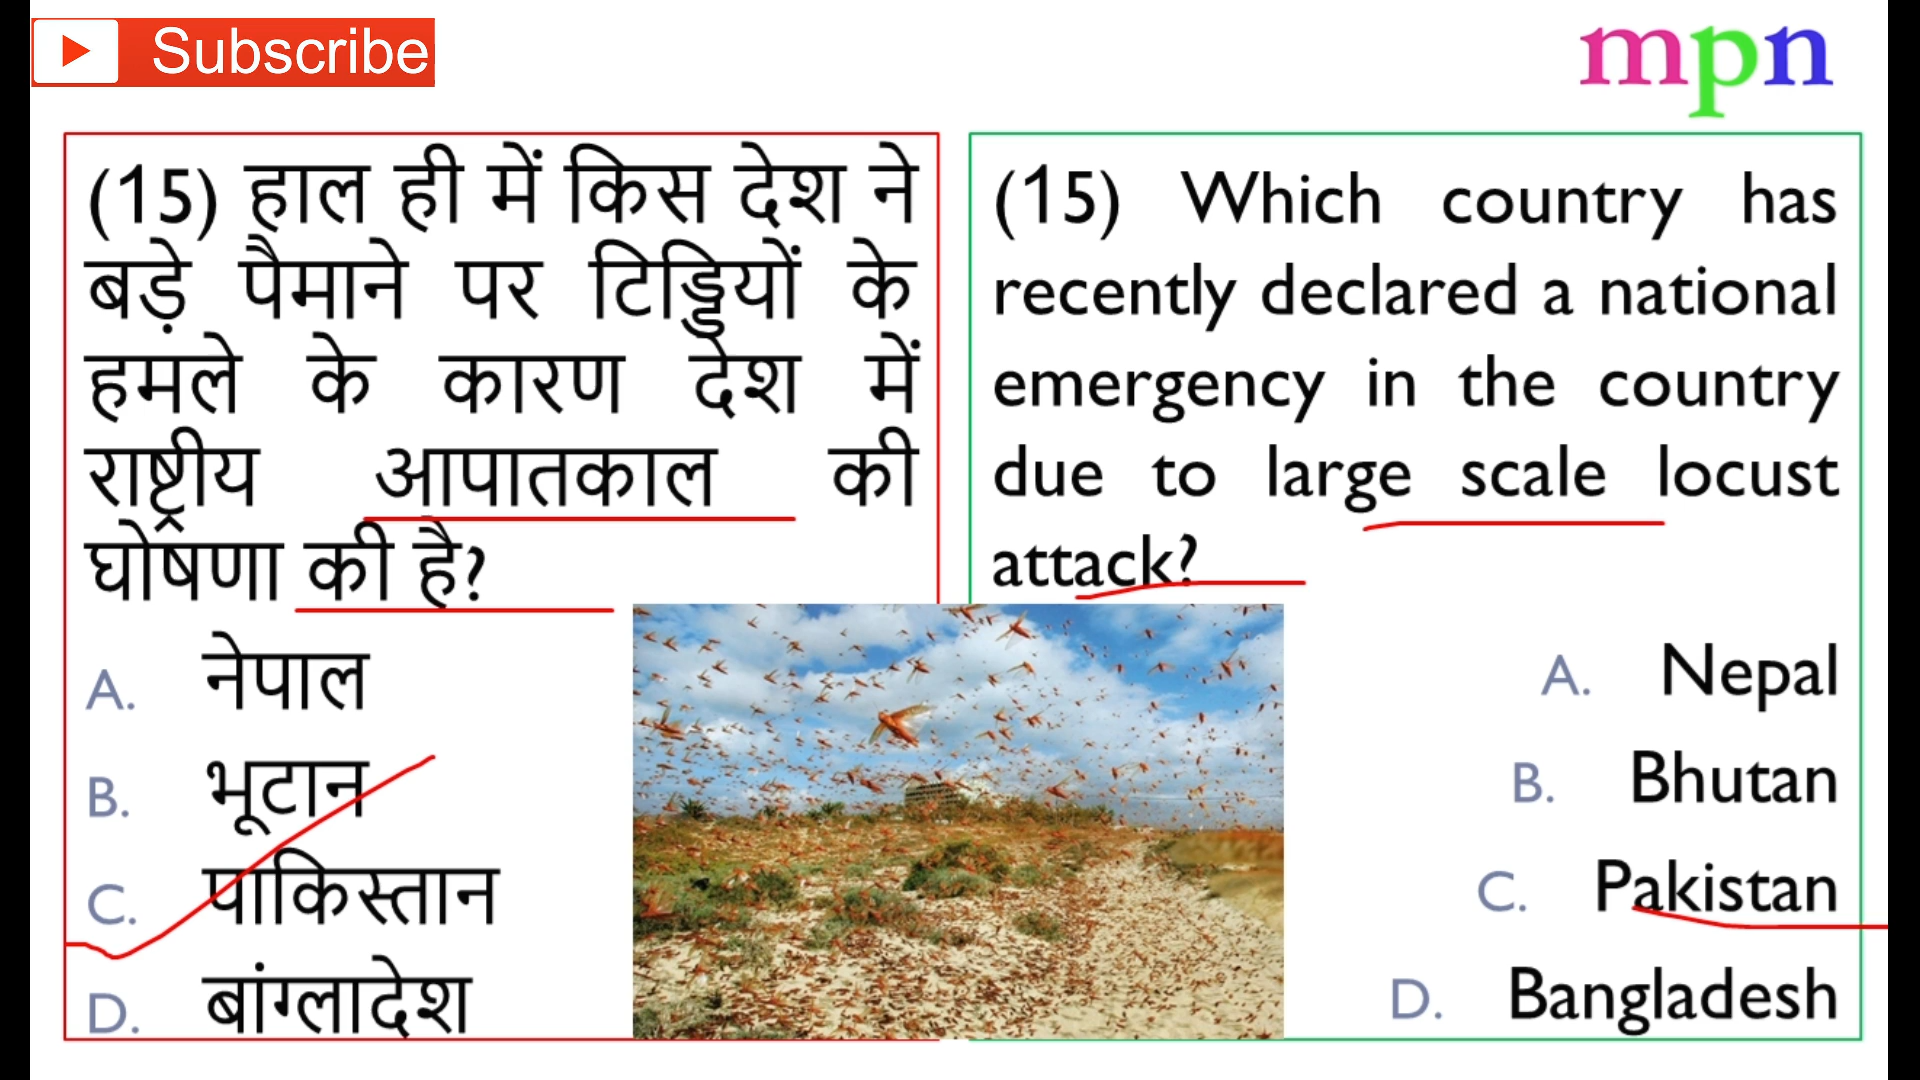 Subscribe
mpn
(15) हाल ही में किस देश ने
बड़े पैमाने पर टिड्डियों के
हमले के कारण देश में
राष्ट्रीय आपातकाल की
घोषणा की है?
A. नेपाल
B. भूटान
C. पाकिस्तान
D. बांग्लादेश
(15) Which country has
recently declared a national
emergency in the country
due to large scale locust
attack?
A. Nepal
B. Bhutan
C. Pakistan
D. Bangladesh